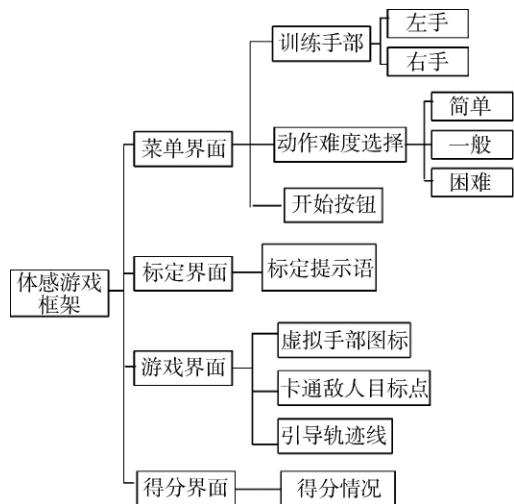 体感游戏
框架
菜单界面
训练手部
左手
右手
动作难度选择
简单
一般
困难
开始按钮
标定界面
标定提示语
游戏界面
虚拟手部图标
卡通敌人目标点
引导轨迹线
得分界面
得分情况